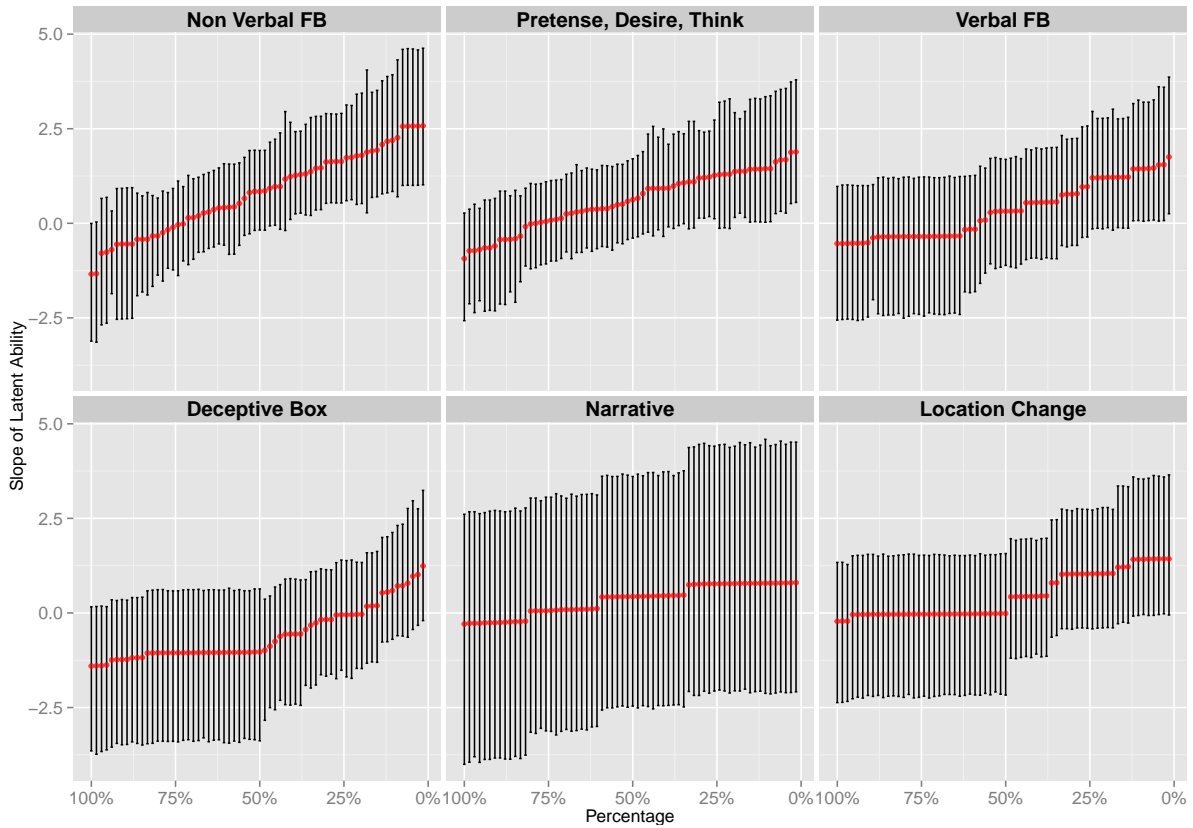 Non Verbal FB
Pretense, Desire, Think
Verbal FB
5.0
2.5
0.0
−2.5
Deceptive Box
Narrative
Location Change
5.0
2.5
0.0
−2.5
Slope of Latent Ability
100% 75% 50% 25% 0%
100% 75% 50% 25% 0%
100% 75% 50% 25% 0%
Percentage